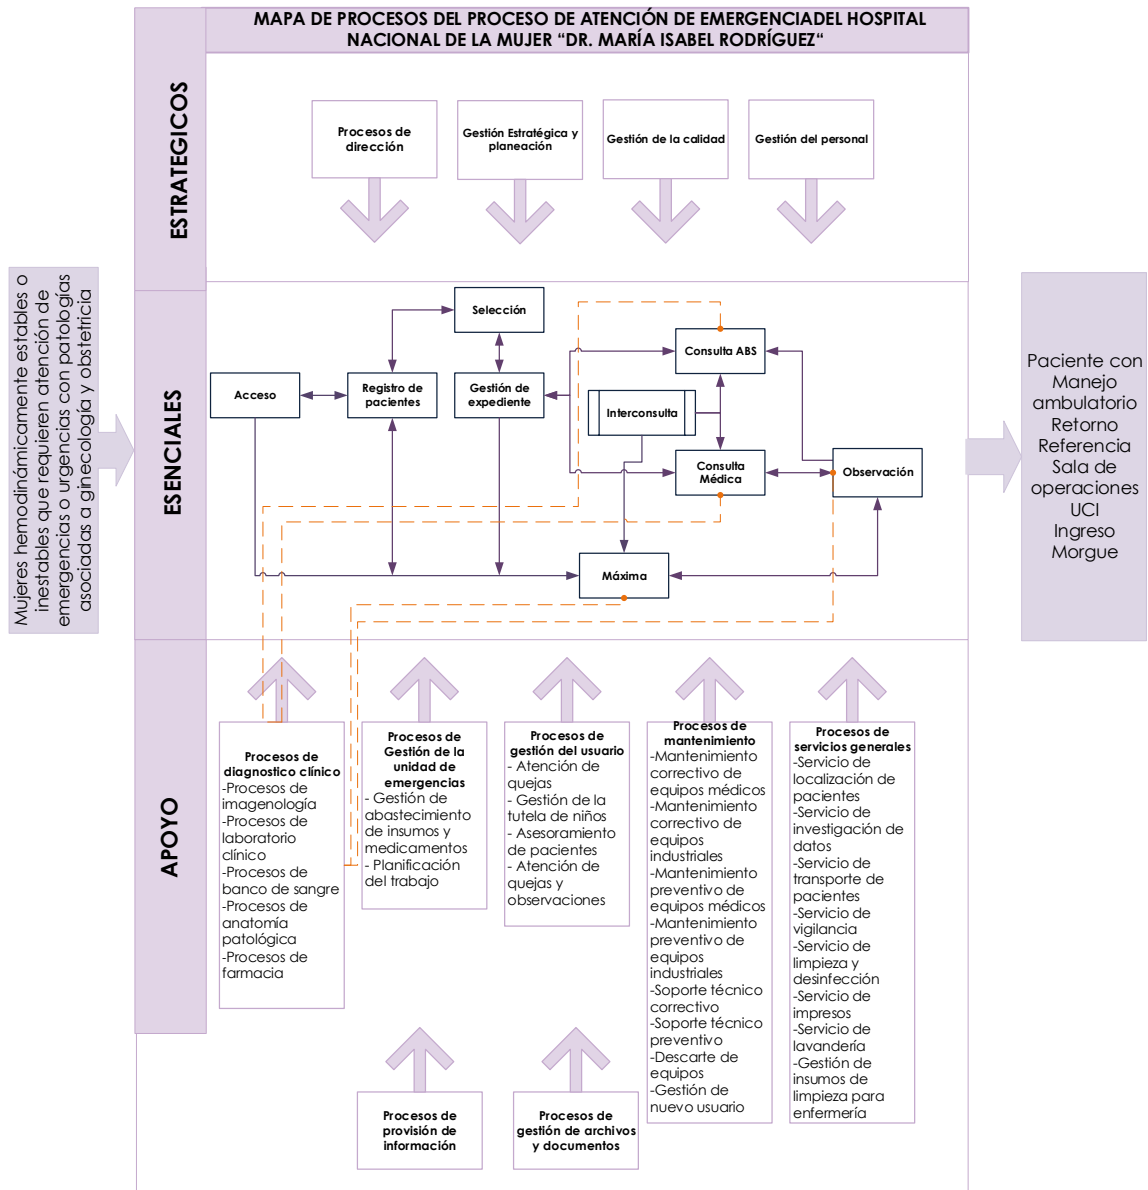 MAPA DE PROCESOS DEL PROCESO DE ATENCIÓN DE EMERGENCIADEL HOSPITAL
NACIONAL DE LA MUJER “DR. MARÍA ISABEL RODRÍGUEZ“
ESTRATEGICOS
Procesos de
dirección
Gestión Estratégica y
planeación
Gestión de la calidad
Gestión del personal
Mujeres hemodinámicamente estables o
inestables que requieren atención de
emergencias o urgencias con patologías
asociadas a ginecología y obstetricia
ESENCIALES
Selección
Consulta ABS
Acceso
Registro de
pacientes
Gestión de
expediente
Interconsulta
Consulta
Médica
Observación
Máxima
Paciente con
Manejo
ambulatorio
Retorno
Referencia
Sala de
operaciones
UCI
Ingreso
Morgue
APOYO
Procesos de
diagnostico clínico
-Procesos de
imagenología
-Procesos de
laboratorio
clínico
-Procesos de
banco de sangre
-Procesos de
anatomía
patológica
-Procesos de
farmacia
Procesos de
Gestión de la
unidad de
emergencias
- Gestión de
abastecimiento
de insumos y
medicamentos
- Planificación
del trabajo
Procesos de
gestión del usuario
- Atención de
quejas
- Gestión de la
tutela de niños
- Asesoramiento
de pacientes
- Atención de
quejas y
observaciones
Procesos de
mantenimiento
-Mantenimiento
correctivo de
equipos médicos
-Mantenimiento
correctivo de
equipos
industriales
-Mantenimiento
preventivo de
equipos médicos
-Mantenimiento
preventivo de
equipos
industriales
-Soporte técnico
correctivo
-Soporte técnico
preventivo
-Descarte de
equipos
-Gestión de
nuevo usuario
Procesos de
servicios generales
-Servicio de
localización de
pacientes
-Servicio de
investigación de
datos
-Servicio de
transporte de
pacientes
-Servicio de
vigilancia
-Servicio de
limpieza y
desinfección
-Servicio de
impresos
-Servicio de
lavandería
-Gestión de
insumos de
limpieza para
enfermería
Procesos de
provisión de
información
Procesos de
gestión de archivos
y documentos